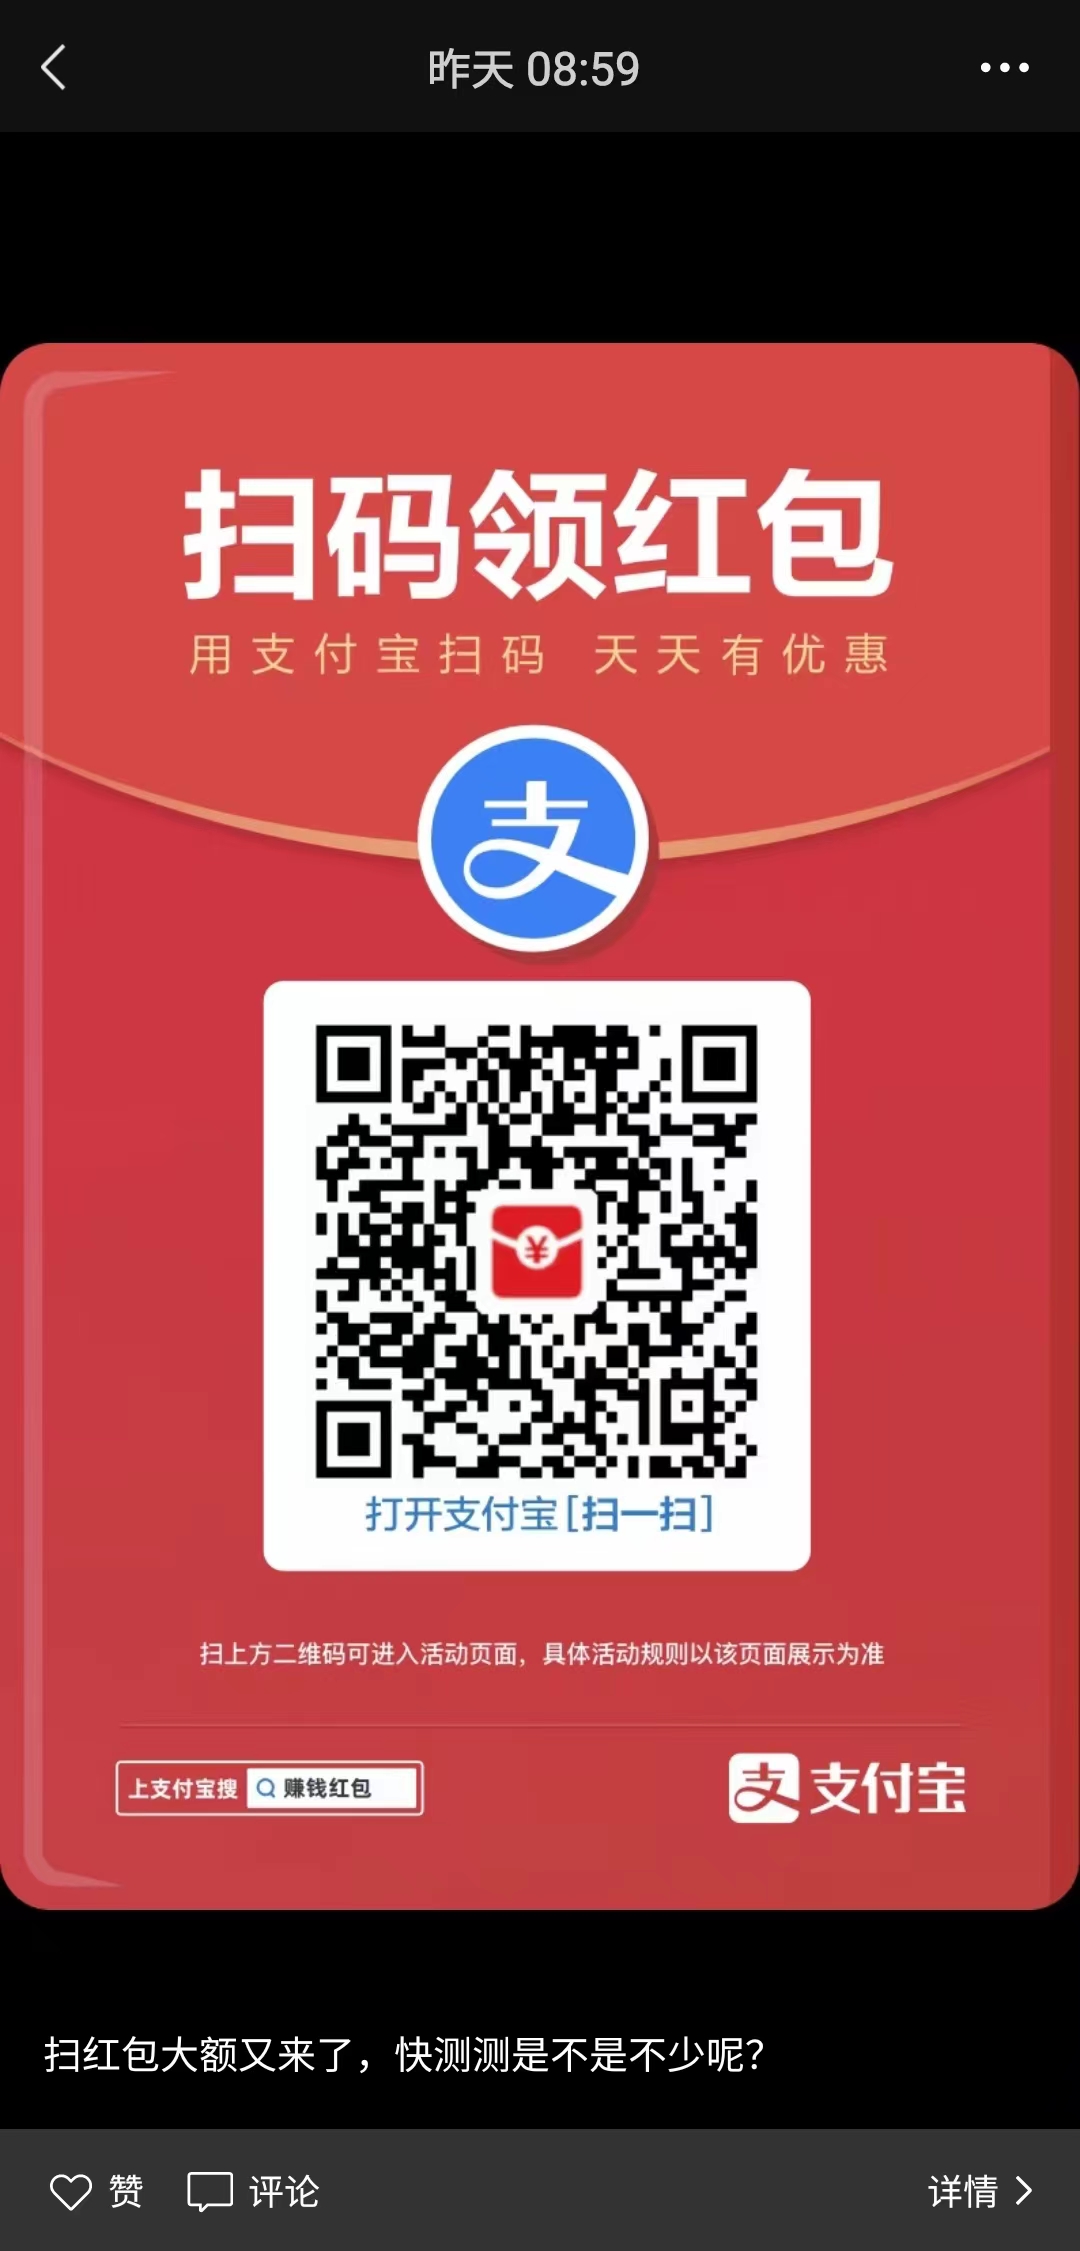 昨天 08:59
扫码领红包
用支付宝扫码 天天有优惠
支
¥
打开支付宝[扫一扫]
扫上方二维码可进入活动页面，具体活动规则以该页面展示为准
上支付宝搜 赚钱红包
支 支付宝
扫红包大额又来了，快测测是不是不少呢？
赞 评论 详情